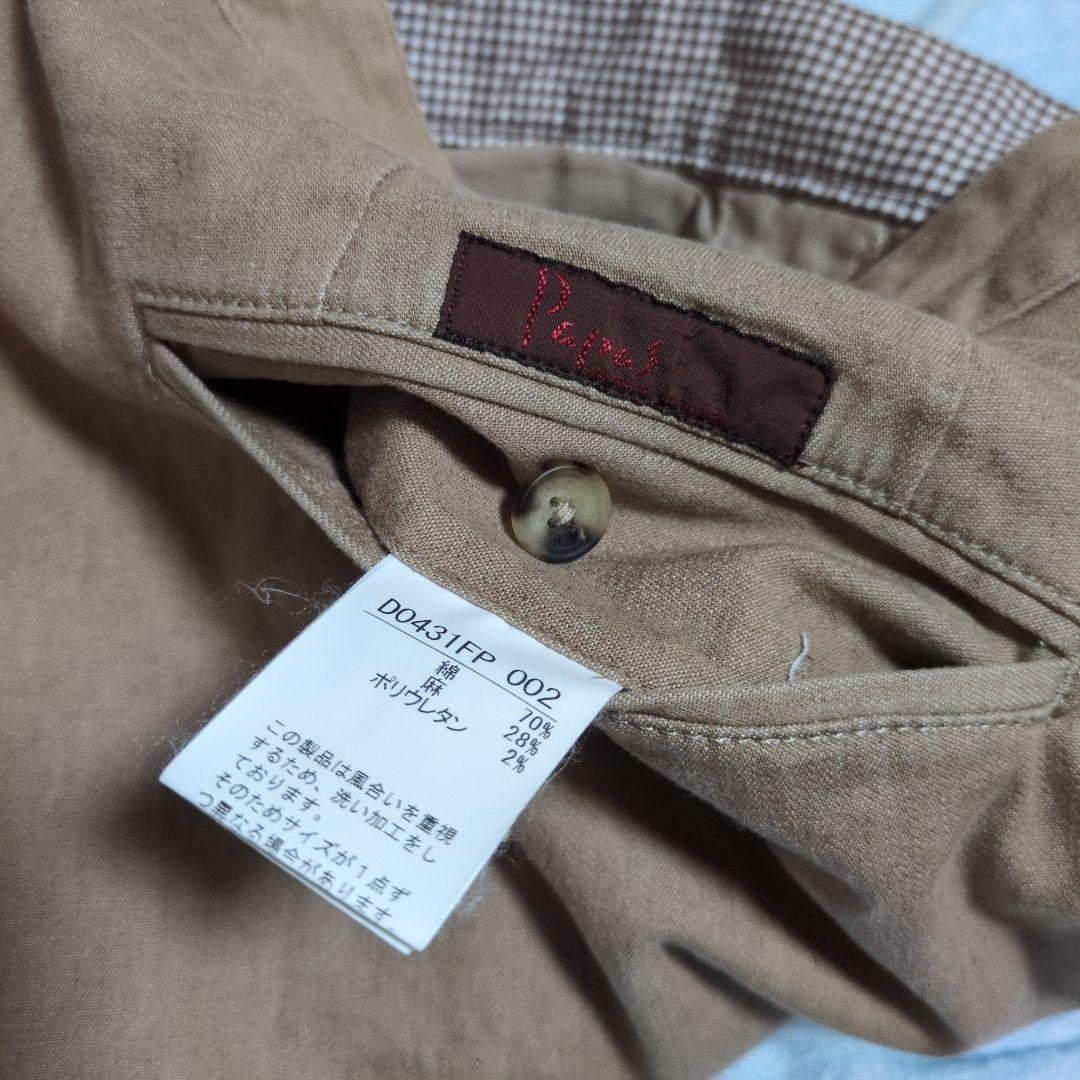 Papas
D0431FP 002
綿 70%
麻 28%
ポリウレタン 2%
この製品は風合いを重視
するため、洗い加工をし
ております。
そのためサイズが1点ず
つ異なる場合があります。